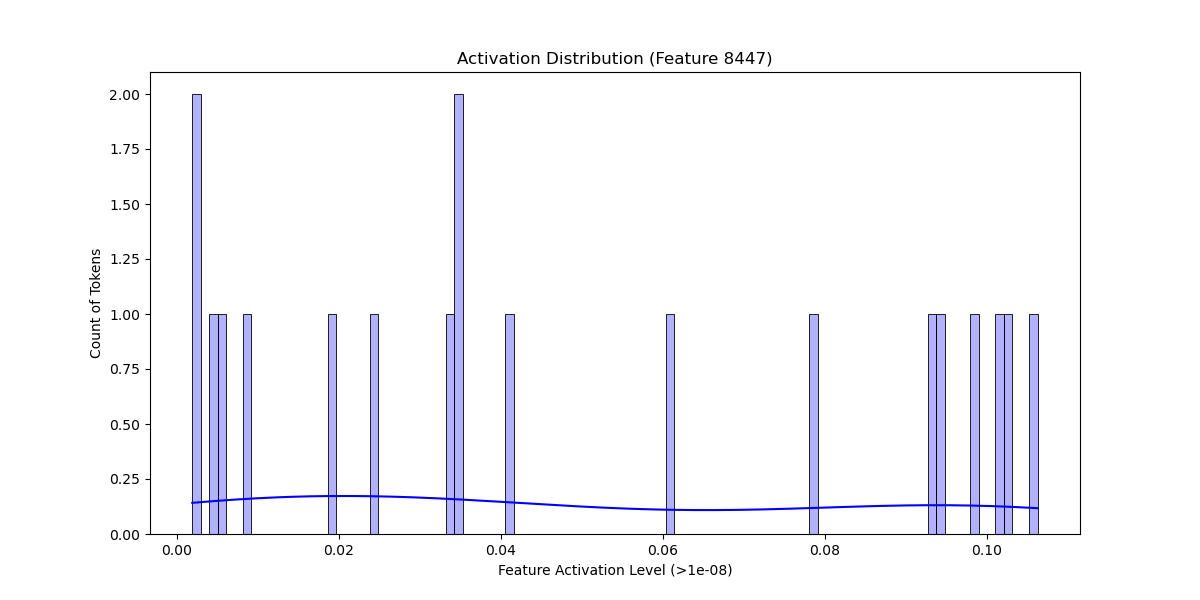 Activation Distribution (Feature 8447)
Count of Tokens
2.00
1.75
1.50
1.25
1.00
0.75
0.50
0.25
0.00
0.00 0.02 0.04 0.06 0.08 0.10
Feature Activation Level (>1e-08)